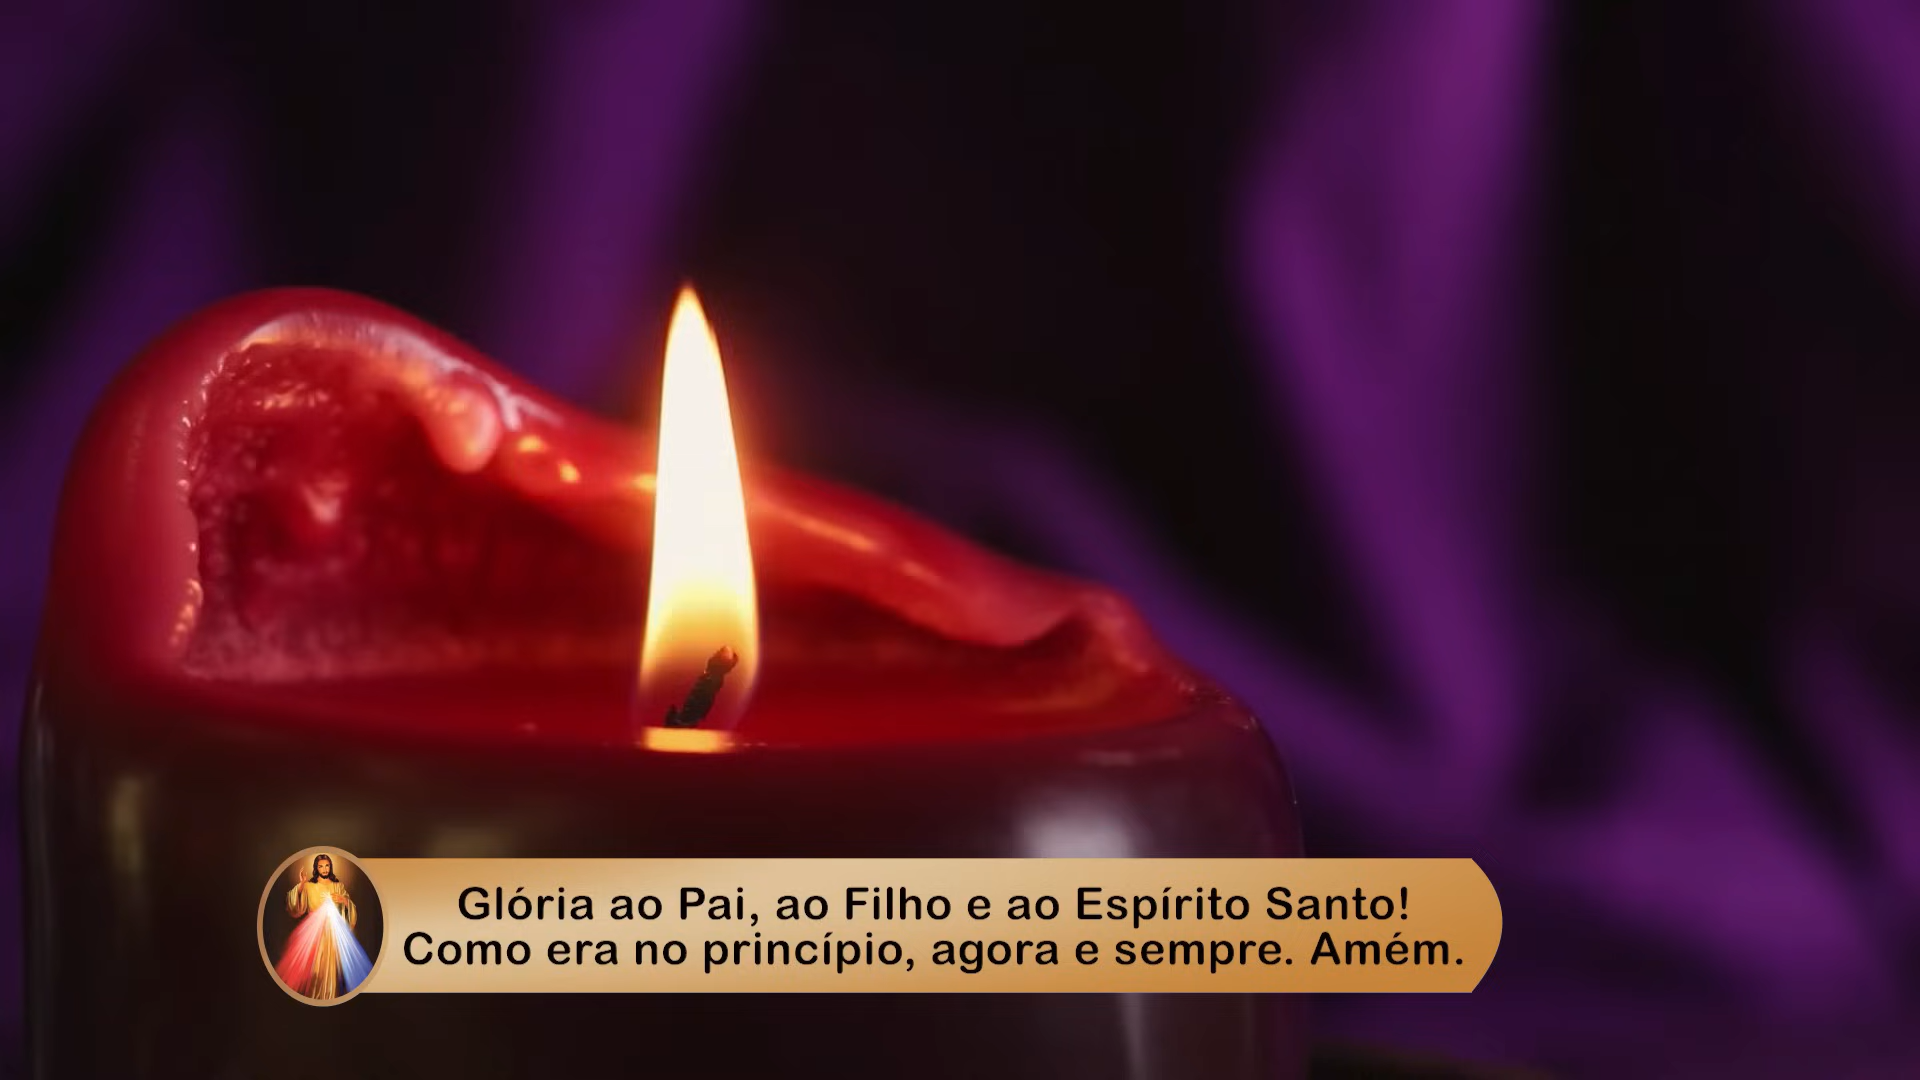 Glória ao Pai, ao Filho e ao Espírito Santo!
Como era no princípio, agora e sempre. Amém.